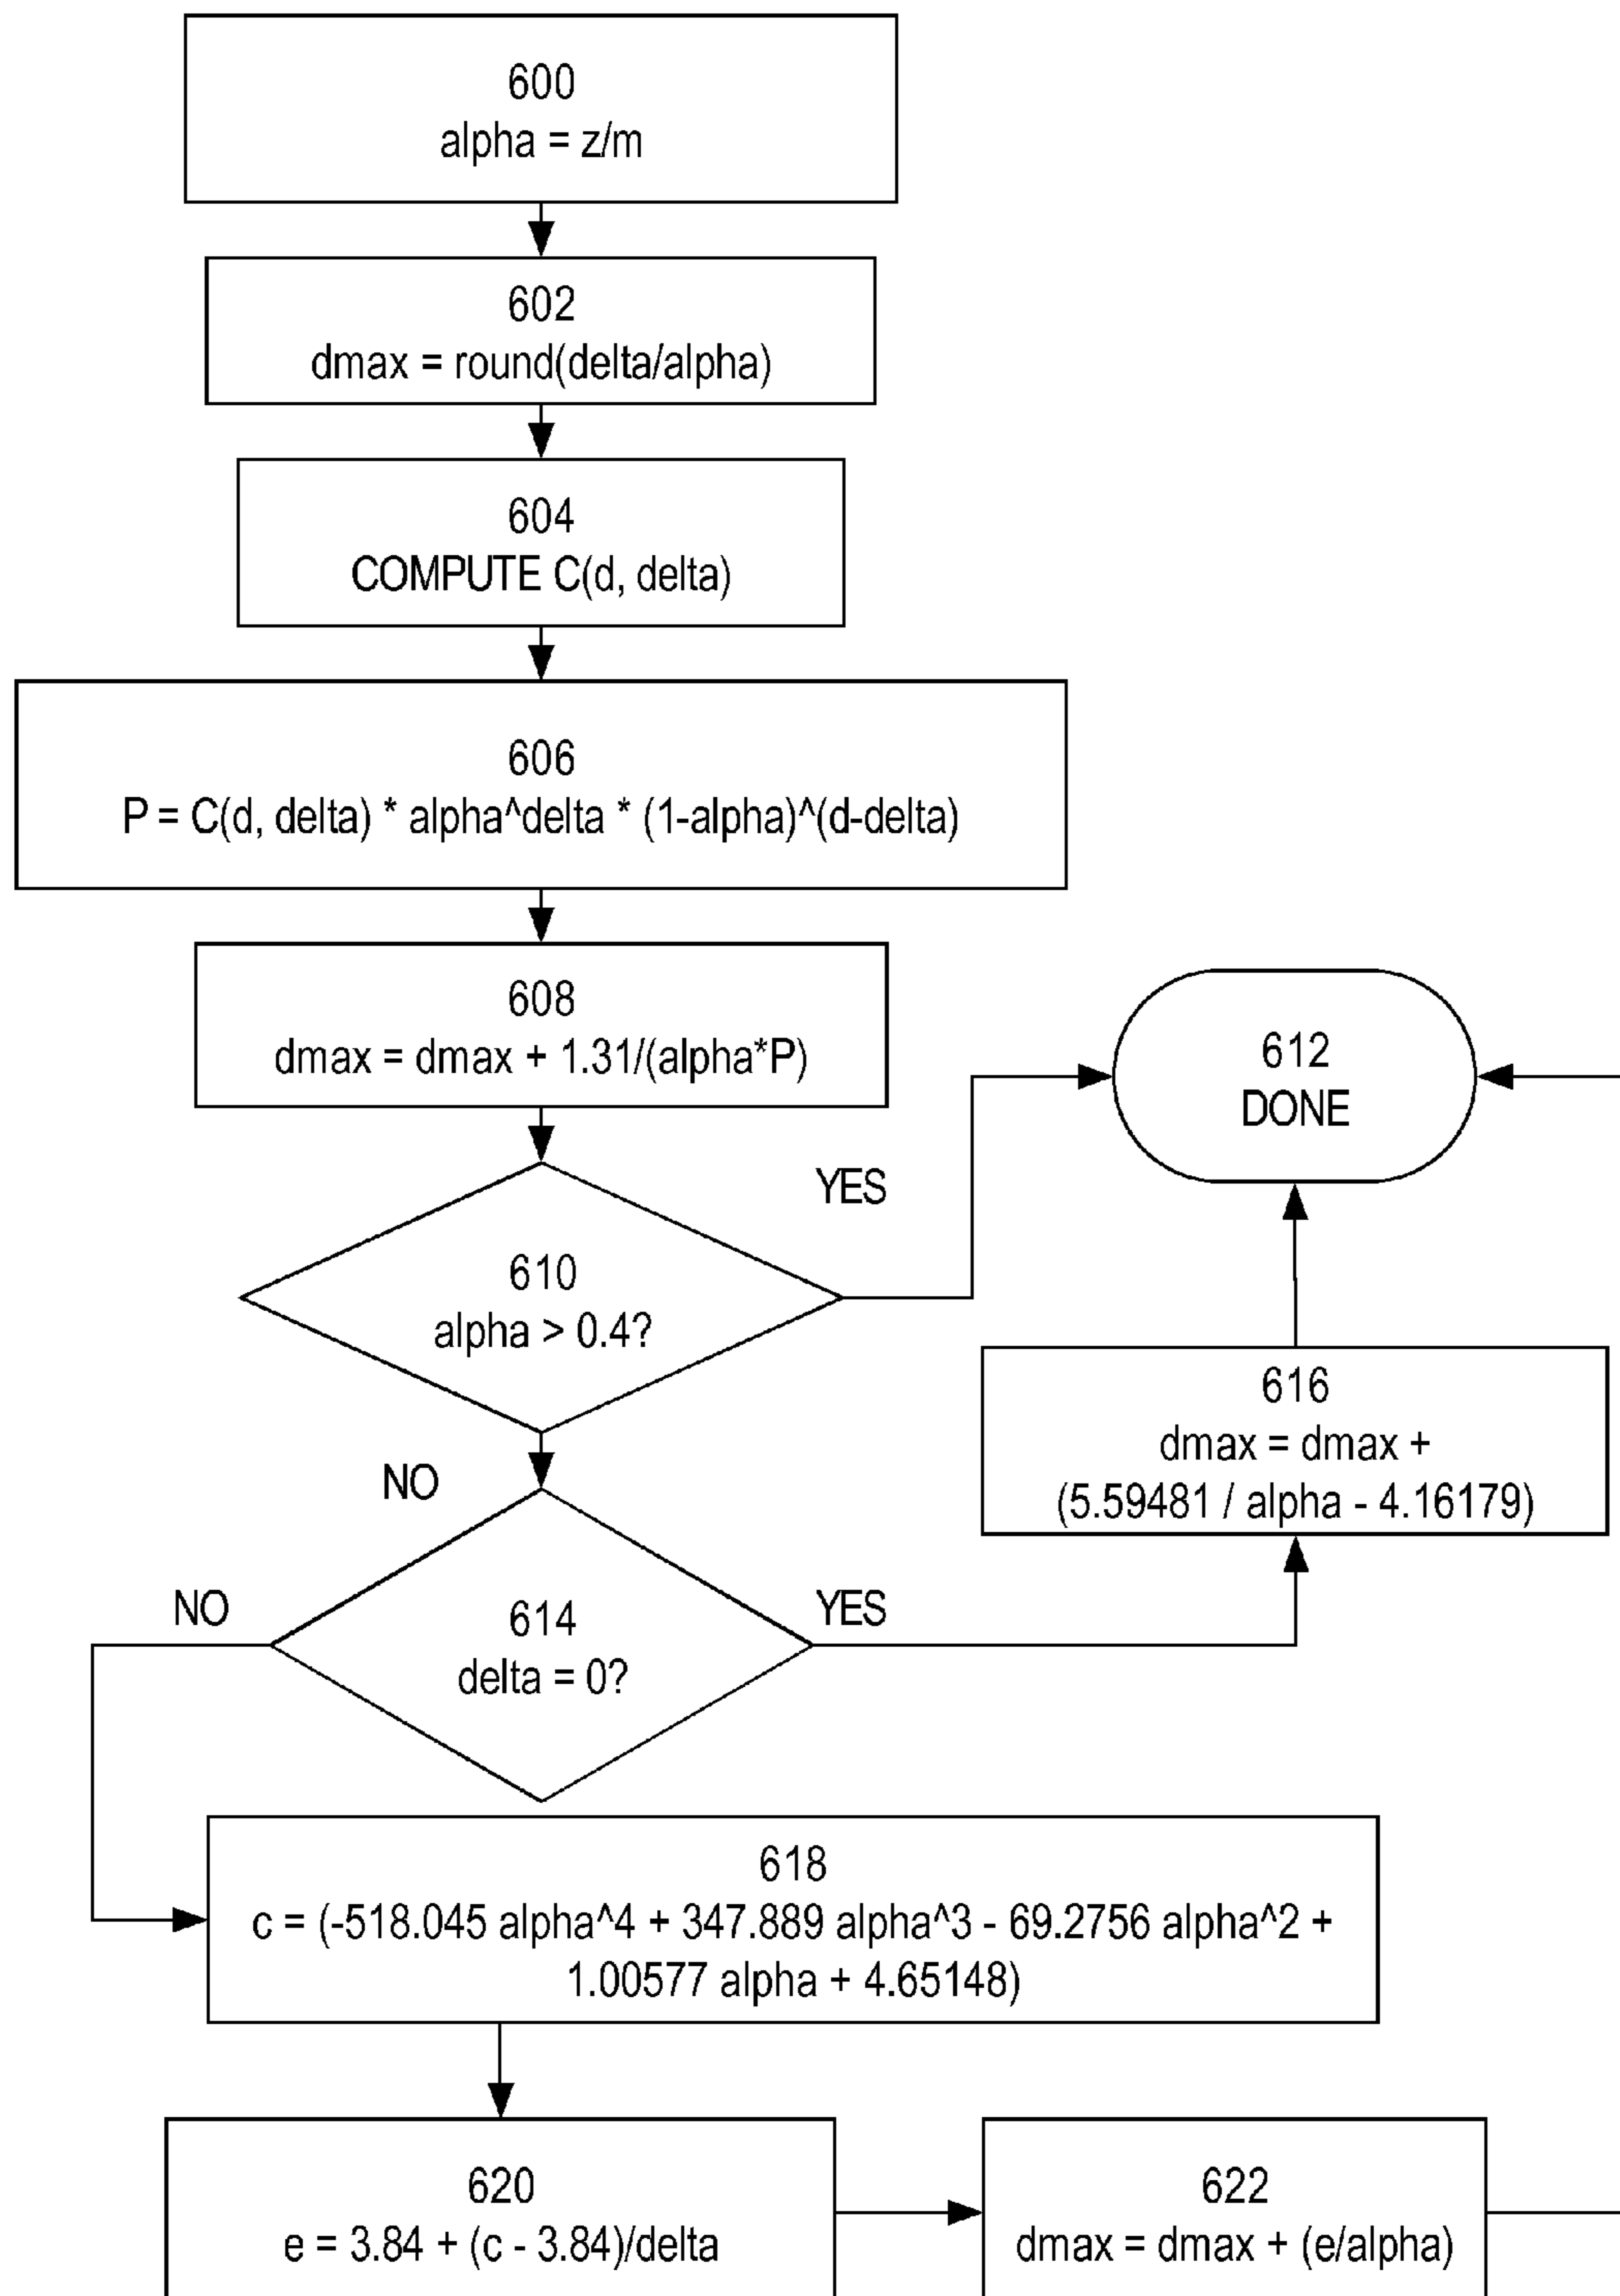 600
alpha = z/m
602
dmax = round(delta/alpha)
604
COMPUTE C(d, delta)
606
P = C(d, delta) * alpha^delta * (1-alpha)^(d-delta)
608
dmax = dmax + 1.31/(alpha*P)
612
DONE
YES
610
alpha > 0.4?
616
dmax = dmax +
(5.59481 / alpha - 4.16179)
NO
NO
614
delta = 0?
YES
618
c = (-518.045 alpha^4 + 347.889 alpha^3 - 69.2756 alpha^2 +
1.00577 alpha + 4.65148)
620
e = 3.84 + (c - 3.84)/delta
622
dmax = dmax + (e/alpha)